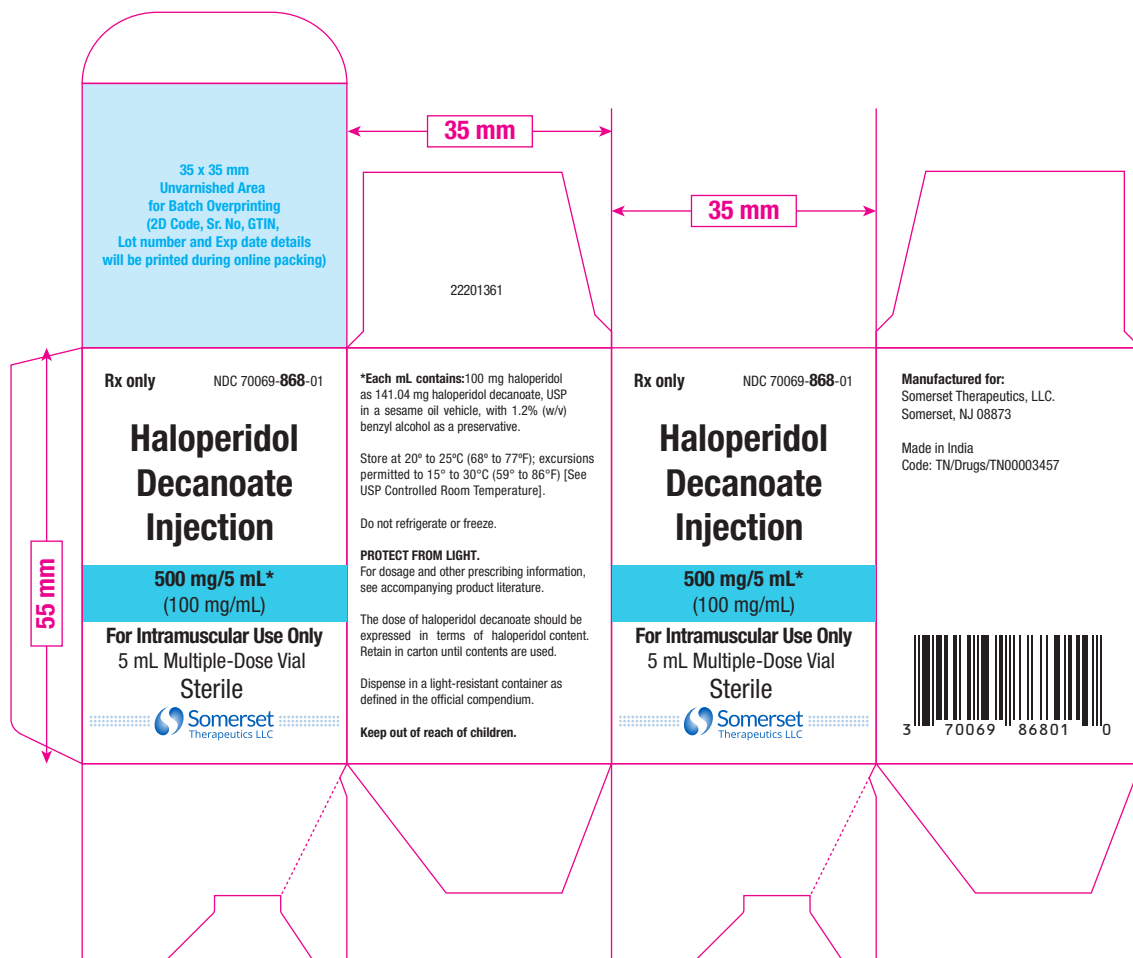 35 x 35 mm
Unvarnished Area
for Batch Overprinting
(2D Code, Sr. No, GTIN,
Lot number and Exp date details
will be printed during online packing)
35 mm
35 mm
22201361
55 mm
Rx only NDC 70069-868-01
Haloperidol
Decanoate
Injection
500 mg/5 mL*
(100 mg/mL)
For Intramuscular Use Only
5 mL Multiple-Dose Vial
Sterile
Somerset
Therapeutics LLC
*Each mL contains:100 mg haloperidol
as 141.04 mg haloperidol decanoate, USP
in a sesame oil vehicle, with 1.2% (w/v)
benzyl alcohol as a preservative.
Store at 20º to 25ºC (68º to 77ºF); excursions
permitted to 15° to 30°C (59° to 86°F) [See
USP Controlled Room Temperature].
Do not refrigerate or freeze.
PROTECT FROM LIGHT.
For dosage and other prescribing information,
see accompanying product literature.
The dose of haloperidol decanoate should be
expressed in terms of haloperidol content.
Retain in carton until contents are used.
Dispense in a light-resistant container as
defined in the official compendium.
Keep out of reach of children.
Rx only NDC 70069-868-01
Haloperidol
Decanoate
Injection
500 mg/5 mL*
(100 mg/mL)
For Intramuscular Use Only
5 mL Multiple-Dose Vial
Sterile
Somerset
Therapeutics LLC
Manufactured for:
Somerset Therapeutics, LLC.
Somerset, NJ 08873
Made in India
Code: TN/Drugs/TN00003457
3 70069 86801 0